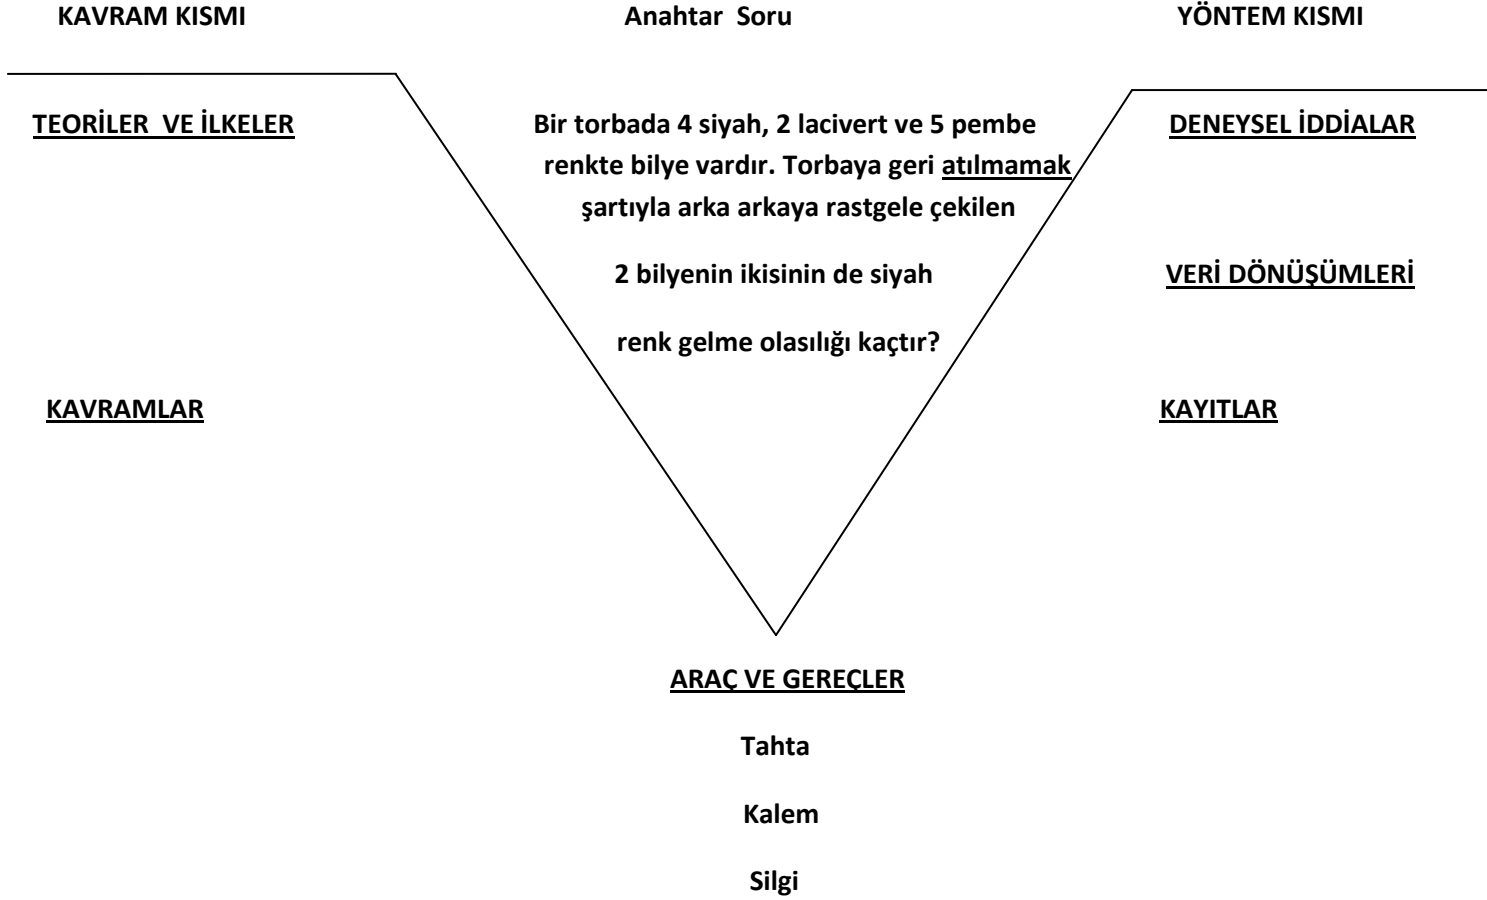 KAVRAM KISMI
Anahtar Soru
YÖNTEM KISMI
TEORİLER VE İLKELER
Bir torbada 4 siyah, 2 lacivert ve 5 pembe
renkte bilye vardır. Torbaya geri atılmamak
şartıyla arka arkaya rastgele çekilen
2 bilyenin ikisinin de siyah
renk gelme olasılığı kaçtır?
DENEYSEL İDDİALAR
VERİ DÖNÜŞÜMLERİ
KAVRAMLAR
KAYITLAR
ARAÇ VE GEREÇLER
Tahta
Kalem
Silgi